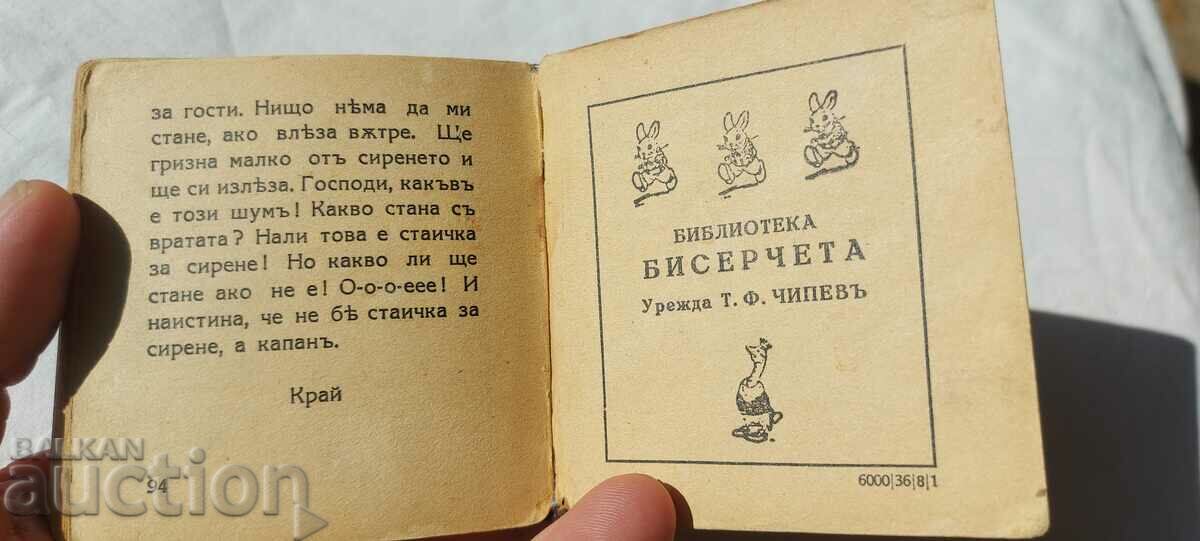 за гости. Нищо нѣма да ми
стане, ако влѣза вѫтре. Ще
гризна малко отъ сиренето и
ще си излѣза. Господи, какъвъ
е този шумъ! Какво стана съ
вратата? Нали това е стаичка
за сирене! Но какво ли ще
стане ако не е! О-о-о-еее! И
наистина, че не бѣ стаичка за
сирене, а капанъ.
Край
94
БИБЛИОТЕКА
БИСЕРЧЕТА
Урежда Т. Ф. ЧИПЕВЪ
6000|36|8|1
BALKAN
auction